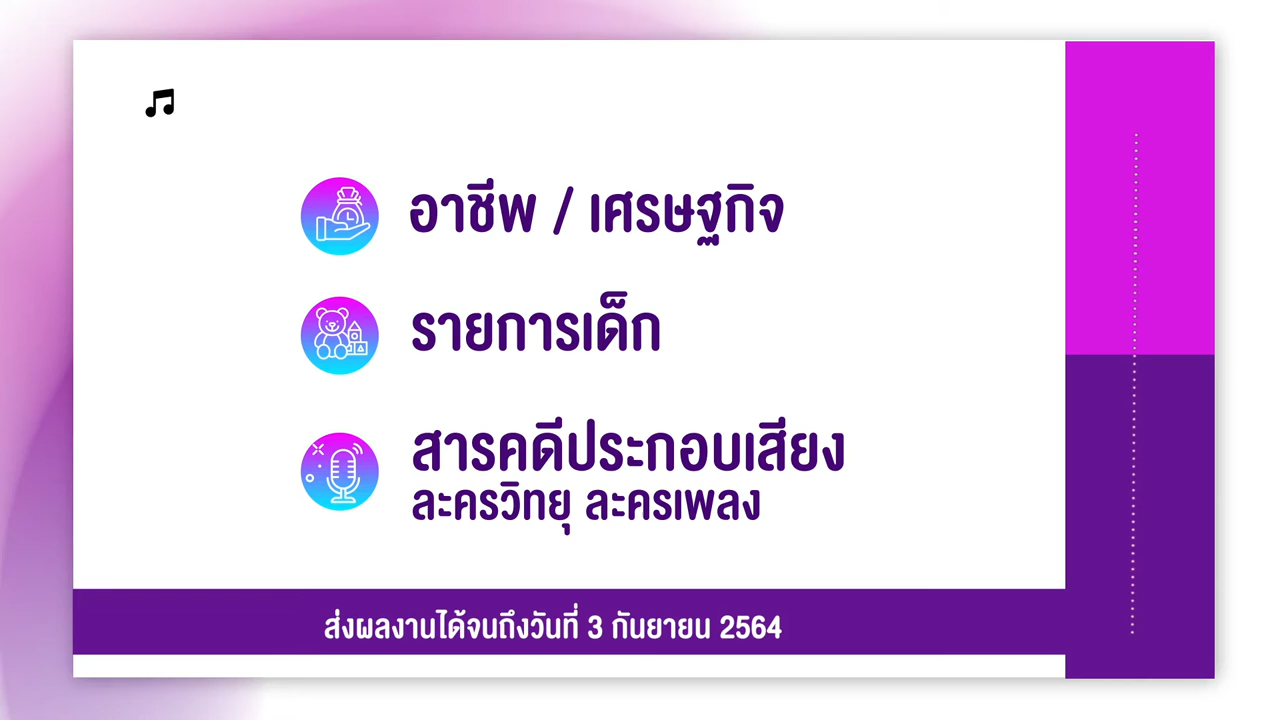 อาชีพ / เศรษฐกิจ
รายการเด็ก
สารคดีประกอบเสียง
ละครวิทยุ ละครเพลง
ส่งผลงานได้จนถึงวันที่ 3 กันยายน 2564